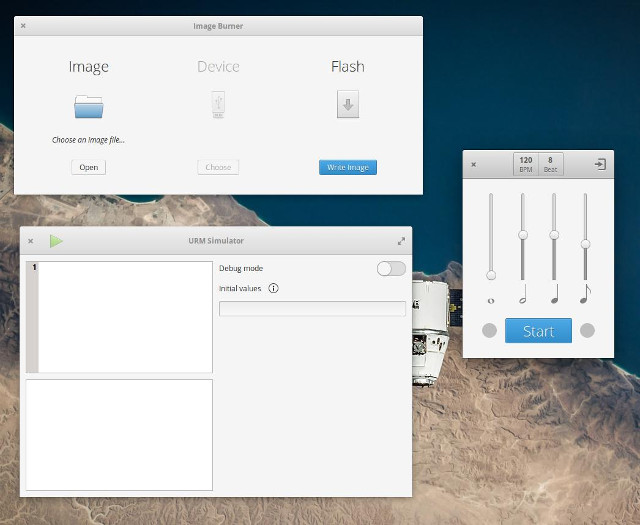 Image Burner
Image
Device
Flash
Choose an image file...
Open
Choose
Write Image
120
BPM
8
Beat
Start
URM Simulator
1
Debug mode
Initial values